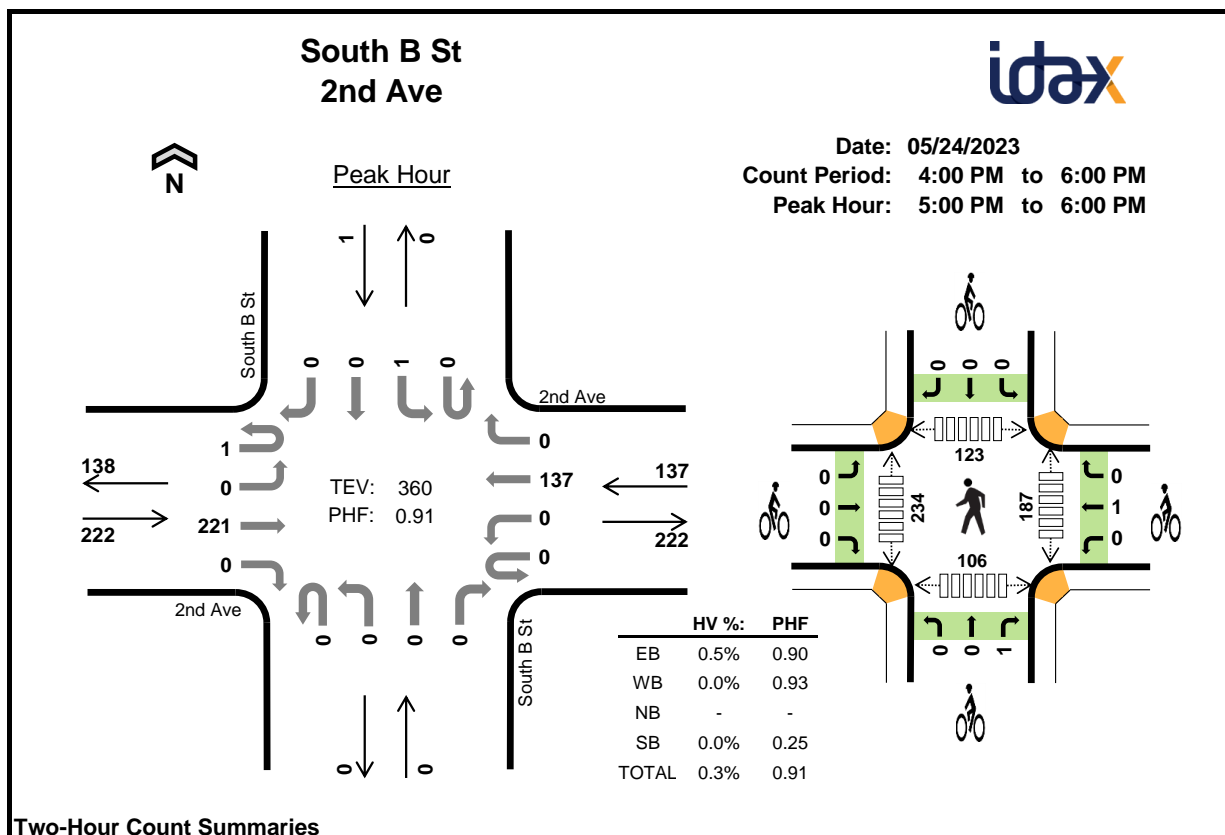 South B St
2nd Ave
idax
Date: 05/24/2023
Count Period: 4:00 PM to 6:00 PM
Peak Hour: 5:00 PM to 6:00 PM
N
Peak Hour
1 0
South B St
0 0 1 0
2nd Ave
1
0
221
0
138
222
TEV: 360
PHF: 0.91
0
137
0
0
137
222
2nd Ave
0 0 0 0
South B St
0 0
0 0 0
123
0
0
0
234
187
0
1
0
106
0 0 1
HV %: PHF
EB 0.5% 0.90
WB 0.0% 0.93
NB - -
SB 0.0% 0.25
TOTAL 0.3% 0.91
Two-Hour Count Summaries